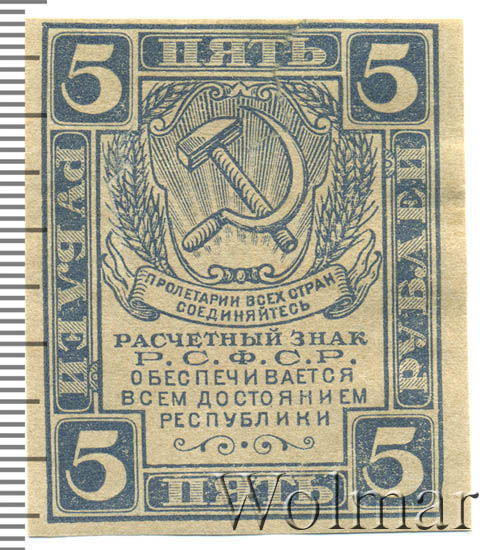 5 ПЯТЬ 5
РУБЛЕЙ
РУБЛЕЙ
ПРОЛЕТАРИИ ВСЕХ СТРАН
СОЕДИНЯЙТЕСЬ
РАСЧЕТНЫЙ ЗНАК
Р.С.Ф.С.Р.
ОБЕСПЕЧИВАЕТСЯ
ВСЕМ ДОСТОЯНИЕМ
РЕСПУБЛИКИ
5 ПЯТЬ 5
Wolmar